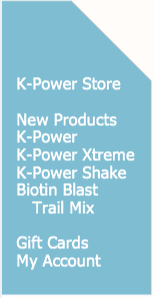 K-Power Store
New Products
K-Power
K-Power Xtreme
K-Power Shake
Biotin Blast
Trail Mix
Gift Cards
My Account